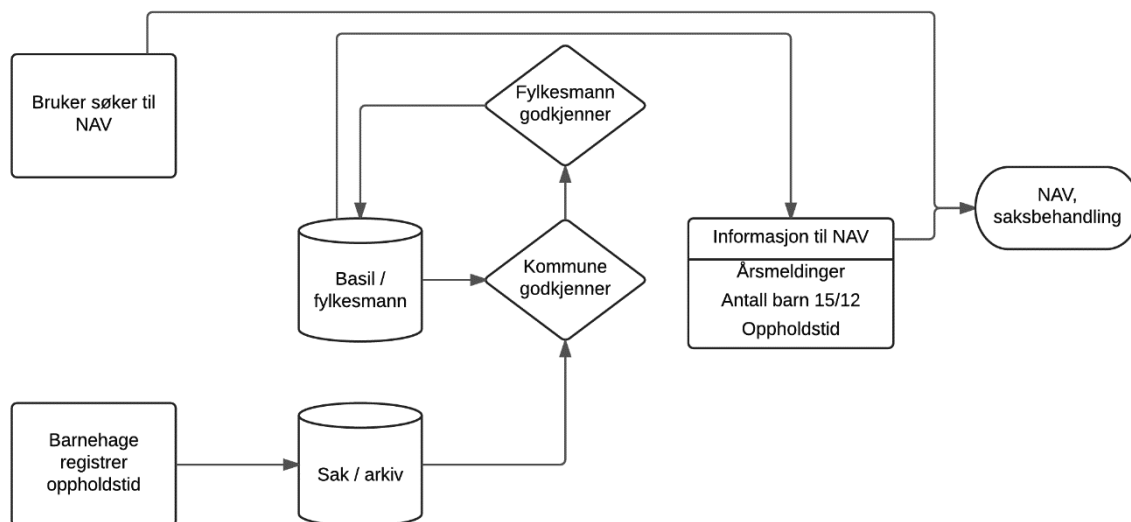 Bruker søker til
NAV
Fylkesmann
godkjenner
NAV,
saksbehandling
Basil /
fylkesmann
Kommune
godkjenner
Informasjon til NAV
Årsmeldinger
Antall barn 15/12
Oppholdstid
Barnehage
registrer
oppholdstid
Sak / arkiv